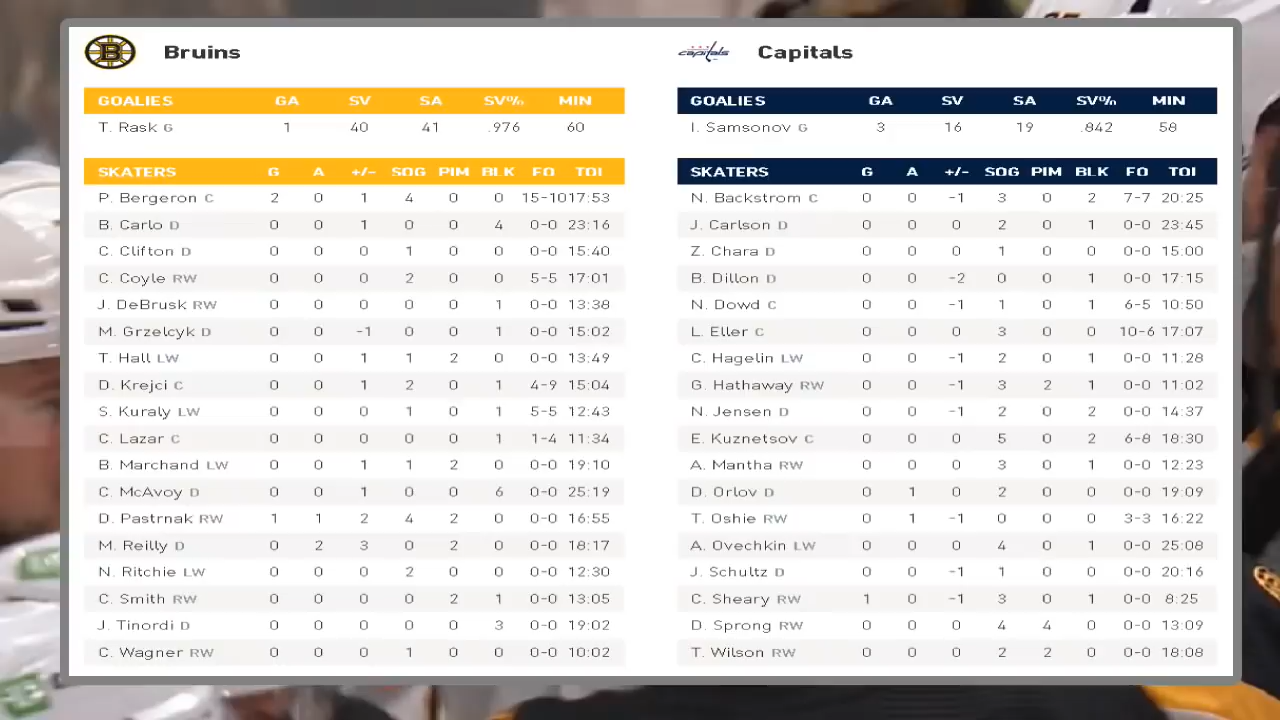 Bruins
GOALIES GA SV SA SV% MIN
T. Rask G 1 40 41 .976 60
SKATERS G A +/- SOG PIM BLK FO TOI
P. Bergeron C 2 0 1 4 0 0 15-10 17:53
B. Carlo D 0 0 1 0 0 4 0-0 23:16
C. Clifton D 0 0 0 1 0 0 0-0 15:40
C. Coyle RW 0 0 0 2 0 0 5-5 17:01
J. DeBrusk RW 0 0 0 0 0 1 0-0 13:38
M. Grzelcyk D 0 0 -1 0 0 1 0-0 15:02
T. Hall LW 0 0 1 1 2 0 0-0 13:49
D. Krejci C 0 0 1 2 0 1 4-9 15:04
S. Kuraly LW 0 0 0 1 0 1 5-5 12:43
C. Lazar C 0 0 0 0 0 1 1-4 11:34
B. Marchand LW 0 0 1 1 2 0 0-0 19:10
C. McAvoy D 0 0 1 0 0 6 0-0 25:19
D. Pastrnak RW 1 1 2 4 2 0 0-0 16:55
M. Reilly D 0 2 3 0 2 0 0-0 18:17
N. Ritchie LW 0 0 0 2 0 0 0-0 12:30
C. Smith RW 0 0 0 0 2 1 0-0 13:05
J. Tinordi D 0 0 0 0 0 3 0-0 19:02
C. Wagner RW 0 0 0 1 0 0 0-0 10:02
capitals Capitals
GOALIES GA SV SA SV% MIN
I. Samsonov G 3 16 19 .842 58
SKATERS G A +/- SOG PIM BLK FO TOI
N. Backstrom C 0 0 -1 3 0 2 7-7 20:25
J. Carlson D 0 0 0 2 0 1 0-0 23:45
Z. Chara D 0 0 0 1 0 0 0-0 15:00
B. Dillon D 0 0 -2 0 0 1 0-0 17:15
N. Dowd C 0 0 -1 1 0 1 6-5 10:50
L. Eller C 0 0 0 3 0 0 10-6 17:07
C. Hagelin LW 0 0 -1 2 0 1 0-0 11:28
G. Hathaway RW 0 0 -1 3 2 1 0-0 11:02
N. Jensen D 0 0 -1 2 0 2 0-0 14:37
E. Kuznetsov C 0 0 0 5 0 2 6-8 18:30
A. Mantha RW 0 0 0 3 0 1 0-0 12:23
D. Orlov D 0 1 0 2 0 0 0-0 19:09
T. Oshie RW 0 1 -1 0 0 0 3-3 16:22
A. Ovechkin LW 0 0 0 4 0 1 0-0 25:08
J. Schultz D 0 0 -1 1 0 0 0-0 20:16
C. Sheary RW 1 0 -1 3 0 1 0-0 8:25
D. Sprong RW 0 0 0 4 4 0 0-0 13:09
T. Wilson RW 0 0 0 2 2 0 0-0 18:08